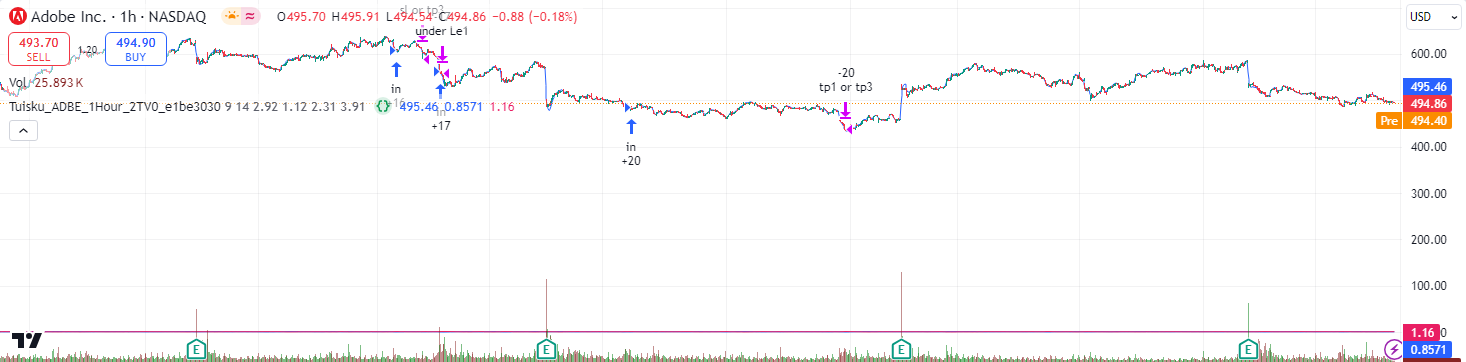 Adobe Inc. · 1h · NASDAQ O495.70 H495.91 L494.54 C494.86 −0.88 (−0.18%)
sl or tp2
under Le1
USD
493.70
SELL
1.20
494.90
BUY
600.00
Vol 25.893 K
-20
tp1 or tp3
in
495.46
494.86
Tuisku_ADBE_1Hour_2TV0_e1be3030 9 14 2.92 1.12 2.31 3.91 495.46 0.8571 1.16
Pre 494.40
+17
in
+20
400.00
300.00
200.00
100.00
1.16
0.8571
E
E
E
E